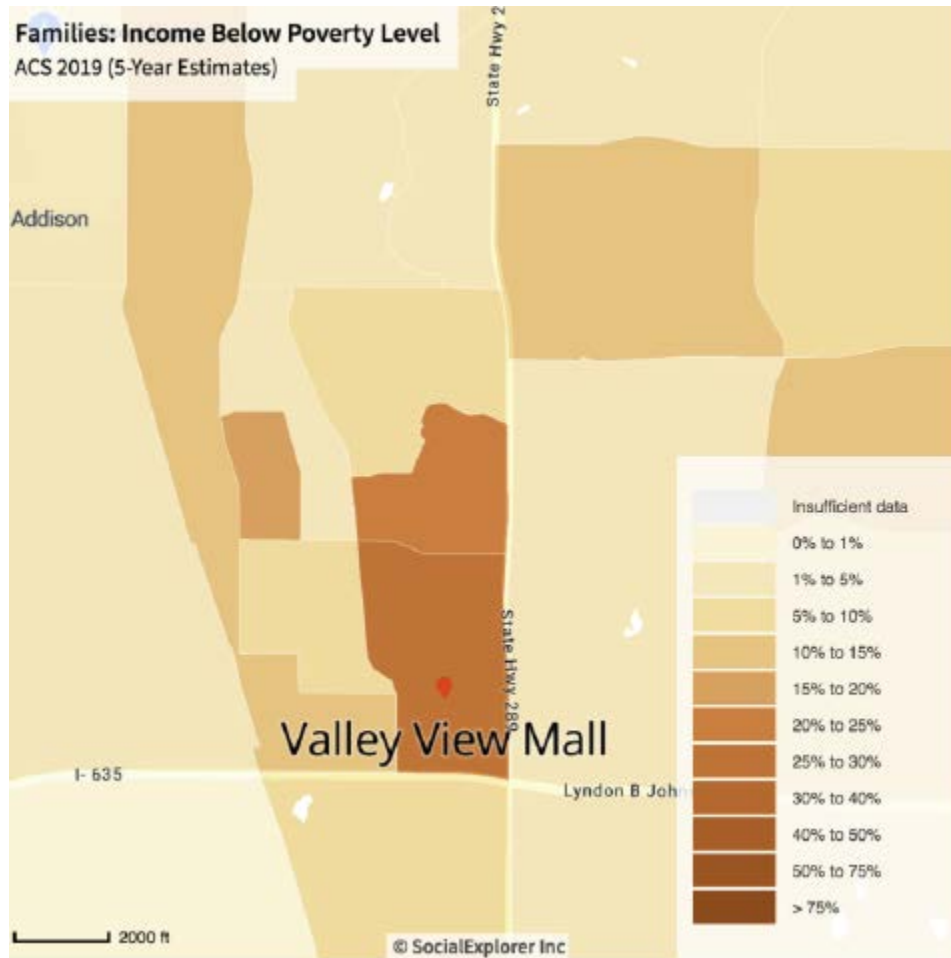 Families: Income Below Poverty Level
ACS 2019 (5-Year Estimates)
State Hwy 2
Addison
Insufficient data
0% to 1%
1% to 5%
5% to 10%
10% to 15%
15% to 20%
20% to 25%
25% to 30%
30% to 40%
40% to 50%
50% to 75%
> 75%
State Hwy 289
Valley View Mall
I- 635
Lyndon B John
2000 ft
© SocialExplorer Inc